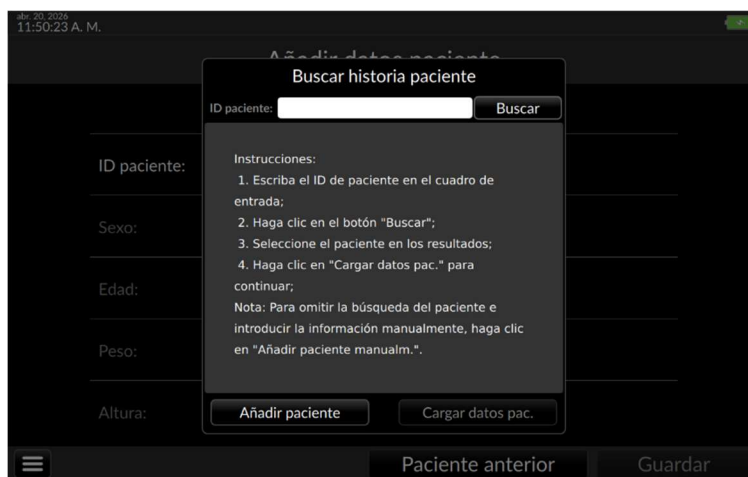 abr. 20, 2026
11:50:23 A. M.
Añadir datos paciente
Buscar historia paciente
ID paciente:
Buscar
ID paciente:
Sexo:
Edad:
Peso:
Altura:
Instrucciones:
1. Escriba el ID de paciente en el cuadro de
entrada;
2. Haga clic en el botón "Buscar";
3. Seleccione el paciente en los resultados;
4. Haga clic en "Cargar datos pac." para
continuar;
Nota: Para omitir la búsqueda del paciente e
introducir la información manualmente, haga clic
en "Añadir paciente manualm.".
Añadir paciente
Cargar datos pac.
Paciente anterior
Guardar